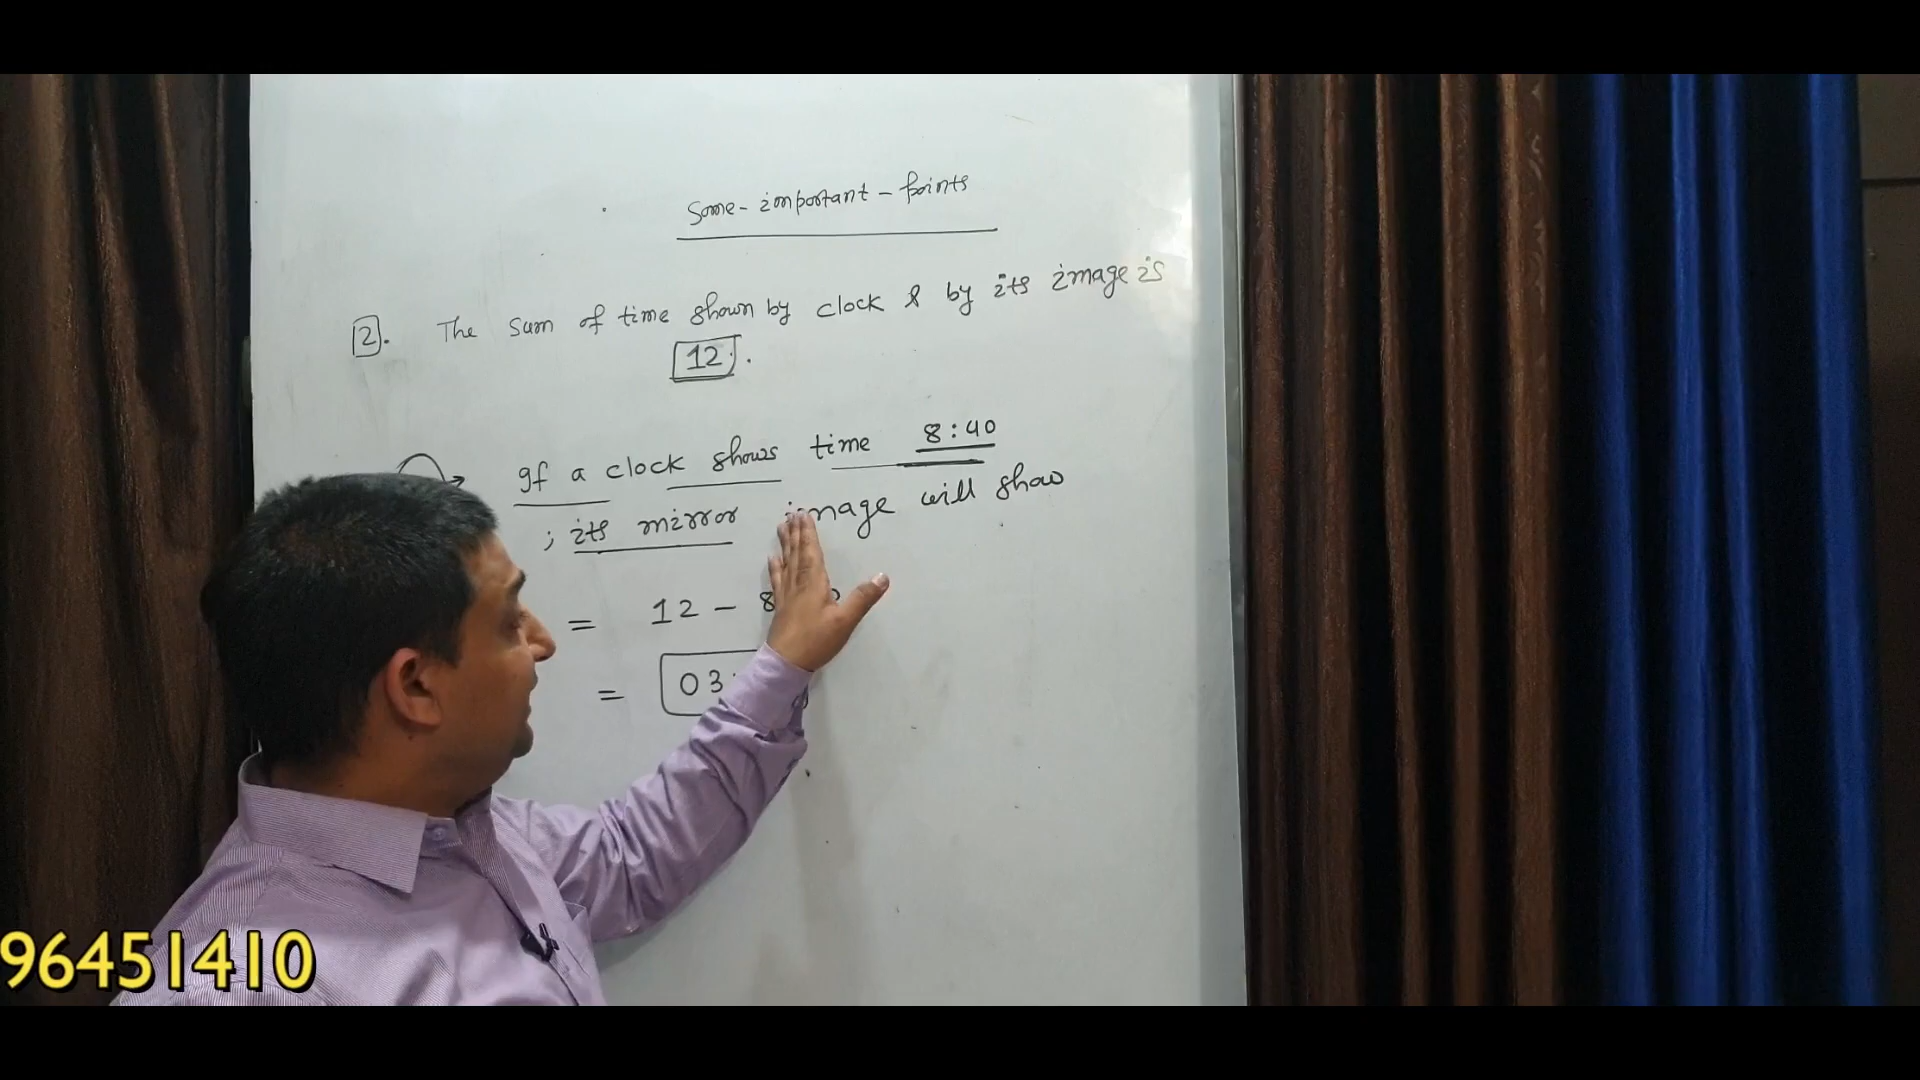 Some - important - points
2. The sum of time shown by clock & by its image is
12.
If a clock shows time 8:40
; its mirror image will show
= 12 - 8
= 03:
96451410